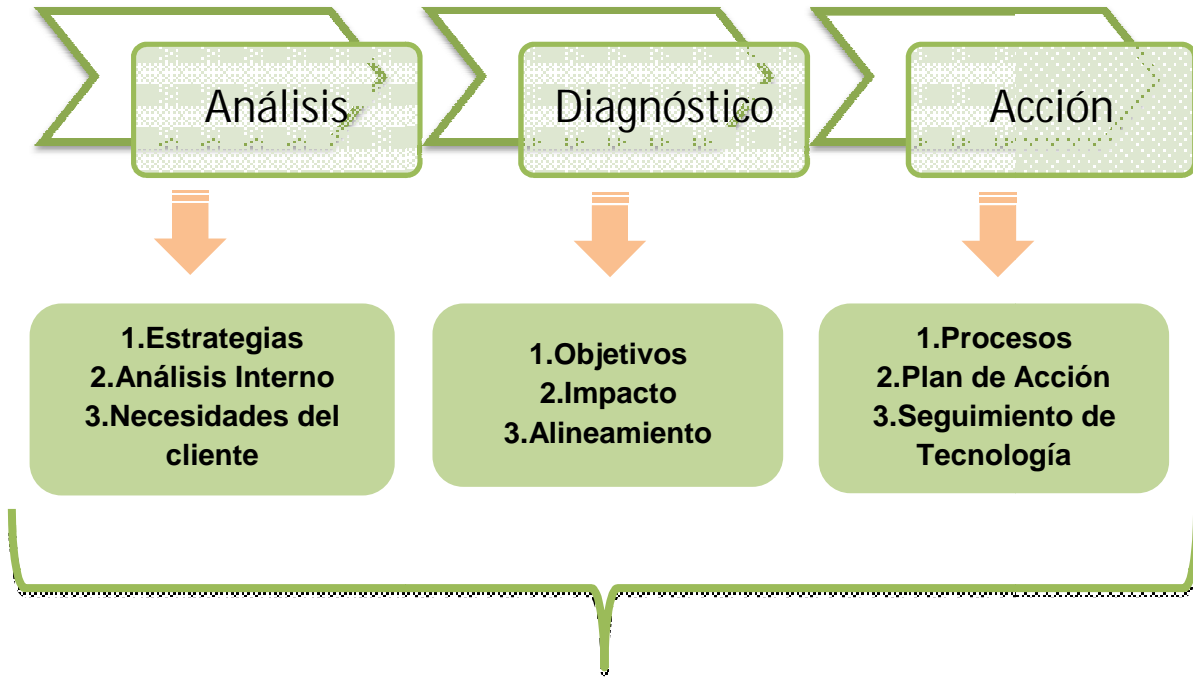 Análisis
Diagnóstico
Acción
1.Estrategias
2.Análisis Interno
3.Necesidades del
cliente
1.Objetivos
2.Impacto
3.Alineamiento
1.Procesos
2.Plan de Acción
3.Seguimiento de
Tecnología